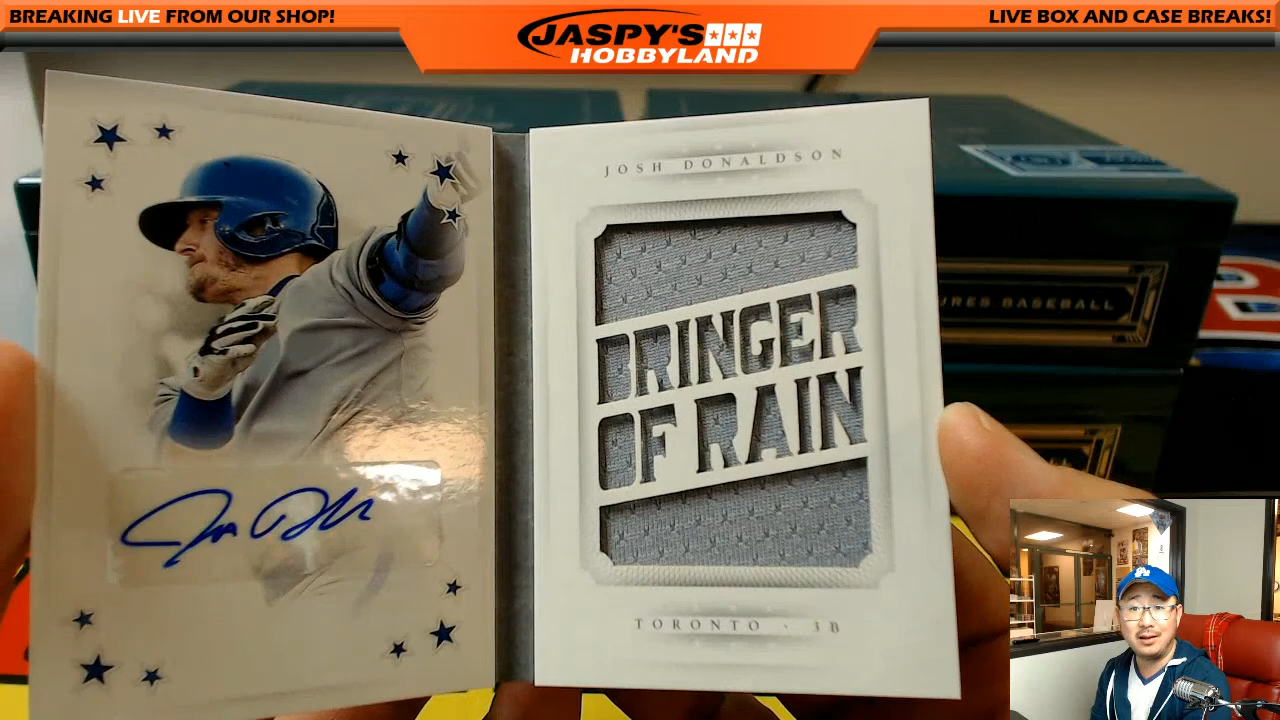 BREAKING LIVE FROM OUR SHOP!
JASPY'S
HOBBYLAND
LIVE BOX AND CASE BREAKS!
JOSH DONALDSON
BRINGER
OF RAIN
TORONTO · 3B
URES BASEBALL